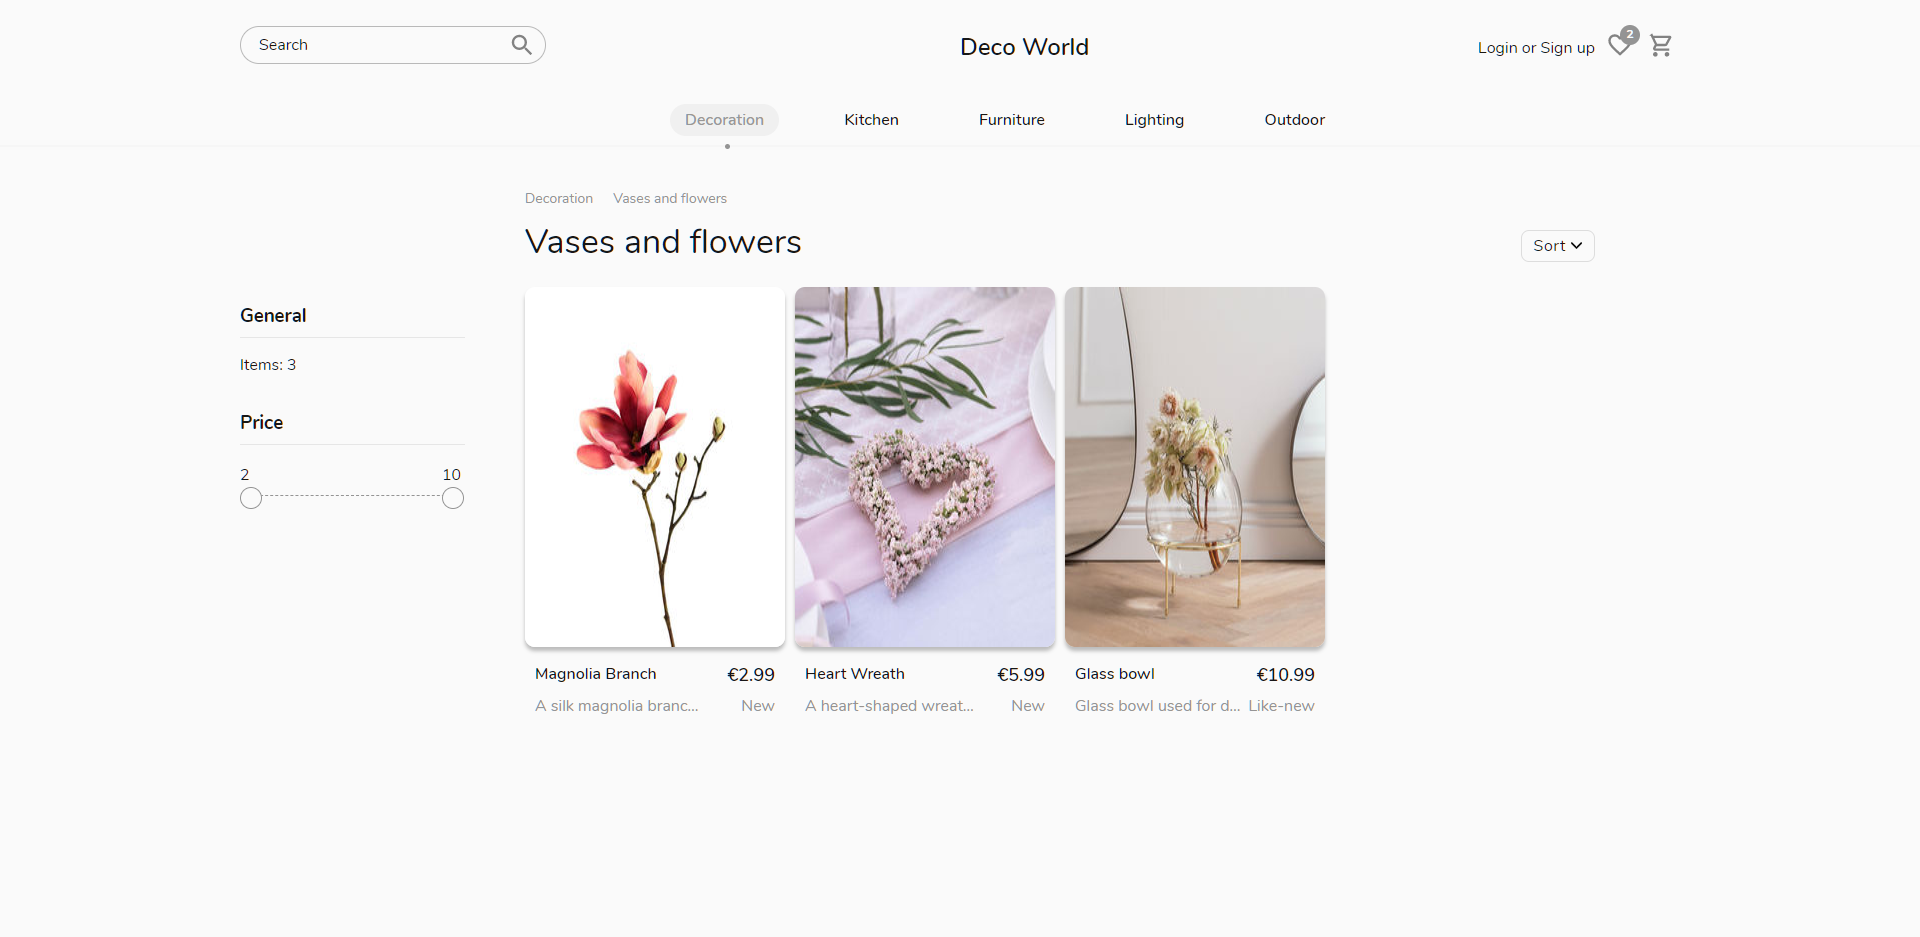 Search
Deco World
Login or Sign up
2
Decoration
Kitchen
Furniture
Lighting
Outdoor
Decoration
Vases and flowers
Vases and flowers
Sort
General
Items: 3
Price
2
10
Magnolia Branch
€2.99
A silk magnolia branc...
New
Heart Wreath
€5.99
A heart-shaped wreat...
New
Glass bowl
€10.99
Glass bowl used for d...
Like-new